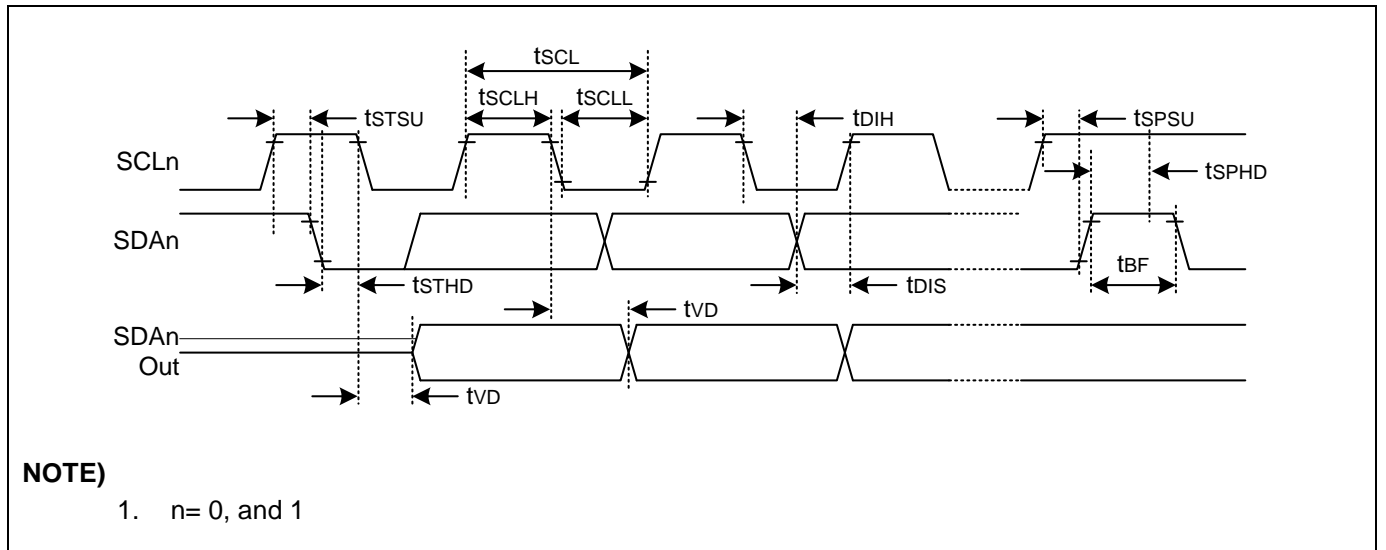 tSCL
tSCLH tSCLL
tSTSU tDIH tSPSU
SCLn
tSPHD
SDAn
tBF
tSTHD tDIS
tVD
SDAn
Out
tVD
NOTE)
1. n= 0, and 1